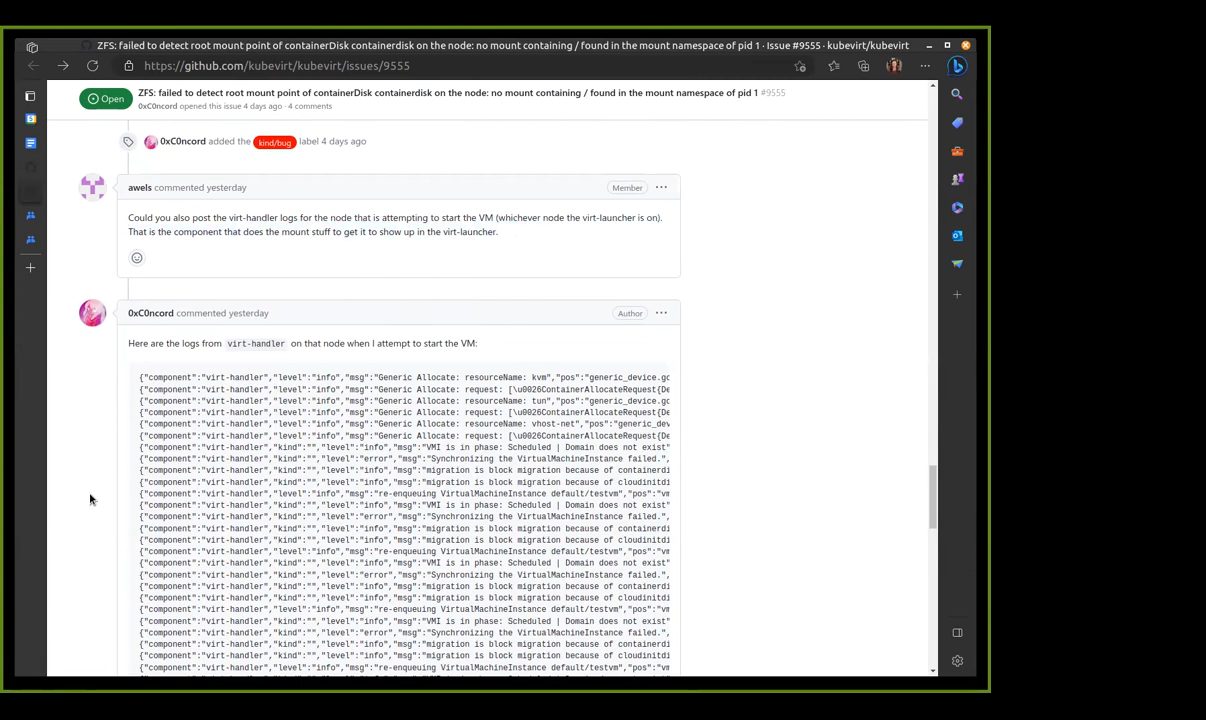 ZFS: failed to detect root mount point of containerDisk containerdisk on the node: no mount containing / found in the mount namespace of pid 1 · Issue #9555 · kubevirt/kubevirt
https://github.com/kubevirt/kubevirt/issues/9555
Open
ZFS: failed to detect root mount point of containerDisk containerdisk on the node: no mount containing / found in the mount namespace of pid 1 #9555
0xC0ncord opened this issue 4 days ago · 4 comments
0xC0ncord added the kind/bug label 4 days ago
awels commented yesterday
Member
Could you also post the virt-handler logs for the node that is attempting to start the VM (whichever node the virt-launcher is on).
That is the component that does the mount stuff to get it to show up in the virt-launcher.
0xC0ncord commented yesterday
Author
Here are the logs from virt-handler on that node when I attempt to start the VM:
{"component":"virt-handler","level":"info","msg":"Generic Allocate: resourceName: kvm","pos":"generic_device.go
{"component":"virt-handler","level":"info","msg":"Generic Allocate: request: [\u0026ContainerAllocateRequest{De
{"component":"virt-handler","level":"info","msg":"Generic Allocate: resourceName: tun","pos":"generic_device.go
{"component":"virt-handler","level":"info","msg":"Generic Allocate: request: [\u0026ContainerAllocateRequest{De
{"component":"virt-handler","level":"info","msg":"Generic Allocate: resourceName: vhost-net","pos":"generic_dev
{"component":"virt-handler","level":"info","msg":"Generic Allocate: request: [\u0026ContainerAllocateRequest{De
{"component":"virt-handler","kind":"","level":"info","msg":"VMI is in phase: Scheduled | Domain does not exist"
{"component":"virt-handler","kind":"","level":"error","msg":"Synchronizing the VirtualMachineInstance failed.",
{"component":"virt-handler","kind":"","level":"info","msg":"migration is block migration because of containerdi
{"component":"virt-handler","kind":"","level":"info","msg":"migration is block migration because of cloudinitdi
{"component":"virt-handler","kind":"","level":"info","msg":"re-enqueuing VirtualMachineInstance default/testvm","pos":"vm
{"component":"virt-handler","kind":"","level":"info","msg":"VMI is in phase: Scheduled | Domain does not exist"
{"component":"virt-handler","kind":"","level":"error","msg":"Synchronizing the VirtualMachineInstance failed.",
{"component":"virt-handler","kind":"","level":"info","msg":"migration is block migration because of containerdi
{"component":"virt-handler","kind":"","level":"info","msg":"migration is block migration because of cloudinitdi
{"component":"virt-handler","level":"info","msg":"re-enqueuing VirtualMachineInstance default/testvm","pos":"vm
{"component":"virt-handler","kind":"","level":"info","msg":"VMI is in phase: Scheduled | Domain does not exist"
{"component":"virt-handler","kind":"","level":"error","msg":"Synchronizing the VirtualMachineInstance failed.",
{"component":"virt-handler","kind":"","level":"info","msg":"migration is block migration because of containerdi
{"component":"virt-handler","kind":"","level":"info","msg":"migration is block migration because of cloudinitdi
{"component":"virt-handler","level":"info","msg":"re-enqueuing VirtualMachineInstance default/testvm","pos":"vm
{"component":"virt-handler","kind":"","level":"info","msg":"VMI is in phase: Scheduled | Domain does not exist"
{"component":"virt-handler","kind":"","level":"error","msg":"Synchronizing the VirtualMachineInstance failed.",
{"component":"virt-handler","kind":"","level":"info","msg":"migration is block migration because of containerdi
{"component":"virt-handler","kind":"","level":"info","msg":"migration is block migration because of cloudinitdi
{"component":"virt-handler","level":"info","msg":"re-enqueuing VirtualMachineInstance default/testvm","pos":"vm